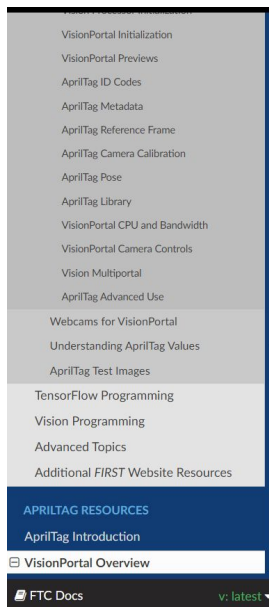 VisionPortal Initialization
VisionPortal Previews
AprilTag ID Codes
AprilTag Metadata
AprilTag Reference Frame
AprilTag Camera Calibration
AprilTag Pose
AprilTag Library
VisionPortal CPU and Bandwidth
VisionPortal Camera Controls
Vision Multiportal
AprilTag Advanced Use
Webcams for VisionPortal
Understanding AprilTag Values
AprilTag Test Images
TensorFlow Programming
Vision Programming
Advanced Topics
Additional FIRST Website Resources
APRILTAG RESOURCES
AprilTag Introduction
VisionPortal Overview
FTC Docs v: latest